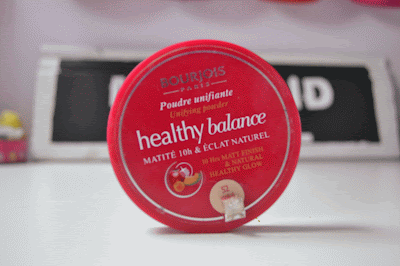 BOURJOIS
PARIS
Poudre unifiante
Unifying powder
healthy balance
MATITÉ 10h & ÉCLAT NATUREL
10 Hrs MATT FINISH
& NATURAL
HEALTHY GLOW
52